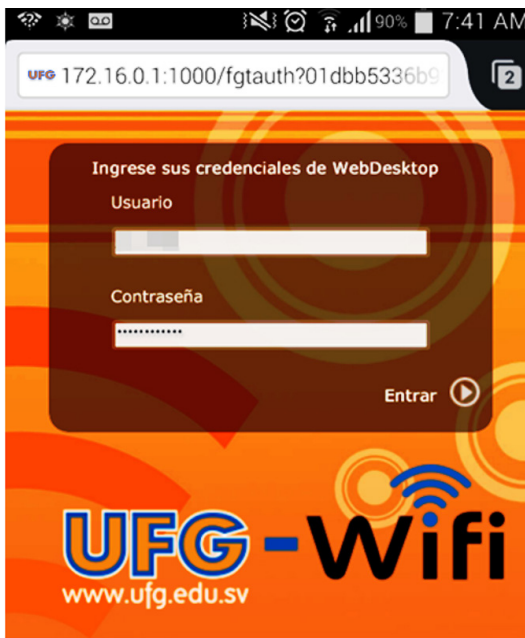 90% 7:41 AM
UFG 172.16.0.1:1000/fgtauth?01dbb5336b9
2
Ingrese sus credenciales de WebDesktop
Usuario
Contraseña
Entrar
UFG-Wifi
www.ufg.edu.sv